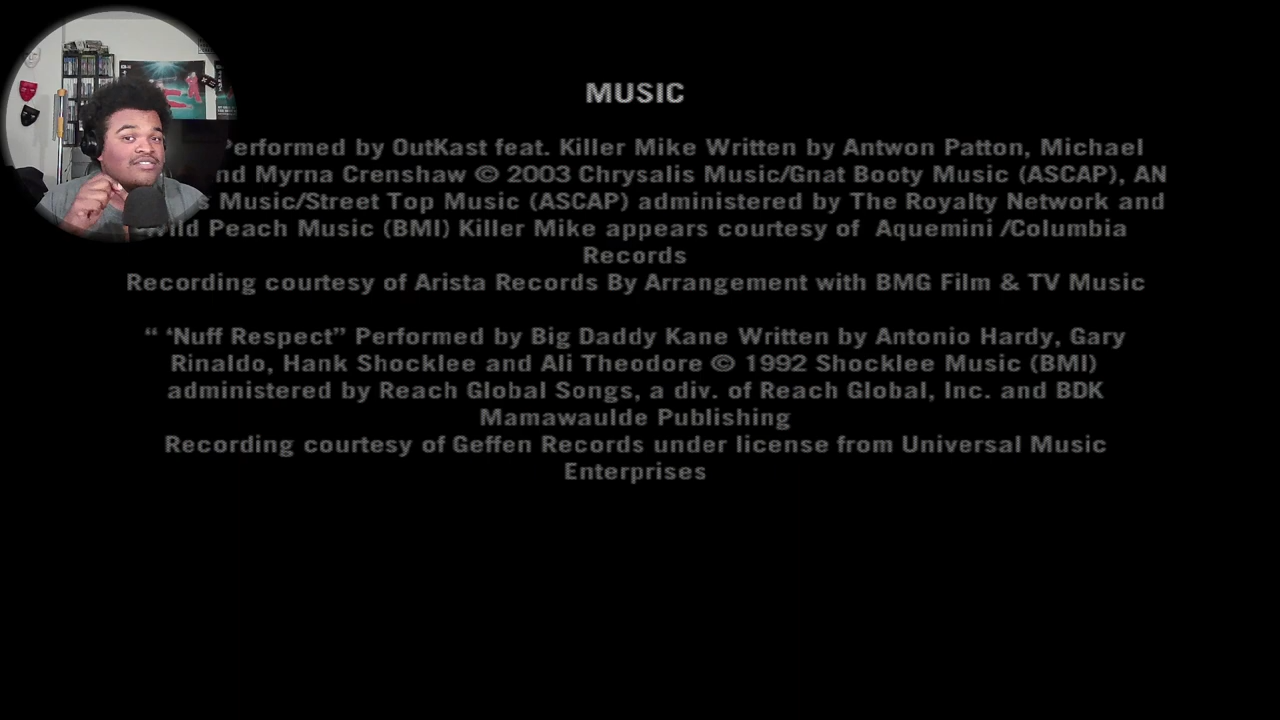 MUSIC
Performed by OutKast feat. Killer Mike Written by Antwon Patton, Michael
nd Myrna Crenshaw © 2003 Chrysalis Music/Gnat Booty Music (ASCAP), AN
s Music/Street Top Music (ASCAP) administered by The Royalty Network and
ild Peach Music (BMI) Killer Mike appears courtesy of Aquemini /Columbia
Records
Recording courtesy of Arista Records By Arrangement with BMG Film & TV Music
“ ‘Nuff Respect” Performed by Big Daddy Kane Written by Antonio Hardy, Gary
Rinaldo, Hank Shocklee and Ali Theodore © 1992 Shocklee Music (BMI)
administered by Reach Global Songs, a div. of Reach Global, Inc. and BDK
Mamawaulde Publishing
Recording courtesy of Geffen Records under license from Universal Music
Enterprises